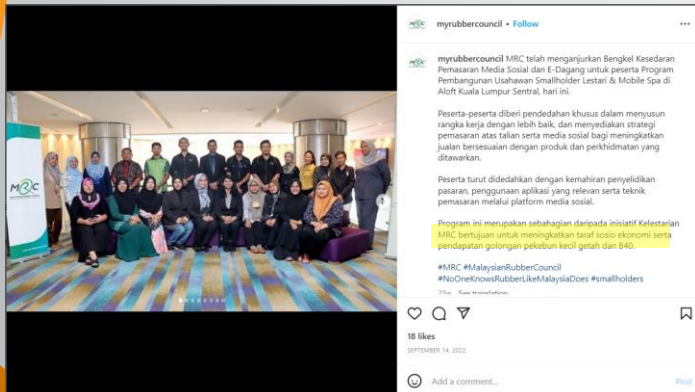 MRC
myrubbercouncil • Follow
myrubbercouncil MRC telah menganjurkan Bengkel Kesedaran
Pemasaran Media Sosial dan E-Dagang untuk peserta Program
Pembangunan Usahawan Smallholder Lestari & Mobile Spa di
Aloft Kuala Lumpur Sentral, hari ini.
Peserta-peserta diberi pendedahan khusus dalam menyusun
rangka kerja dengan lebih baik, dan menyediakan strategi
pemasaran atas talian serta media sosial bagi meningkatkan
jualan bersesuaian dengan produk dan perkhidmatan yang
ditawarkan.
Peserta turut didedahkan dengan kemahiran penyelidikan
pasaran, penggunaan aplikasi yang relevan serta teknik
pemasaran melalui platform media sosial.
Program ini merupakan sebahagian daripada inisiatif Kelestarian
MRC bertujuan untuk meningkatkan taraf sosio ekonomi serta
pendapatan golongan pekebun kecil getah dan B40.
#MRC #MalaysianRubberCouncil
#NoOneKnowsRubberLikeMalaysiaDoes #smallholders
See translation
18 likes
SEPTEMBER 14, 2022
Add a comment...
Post